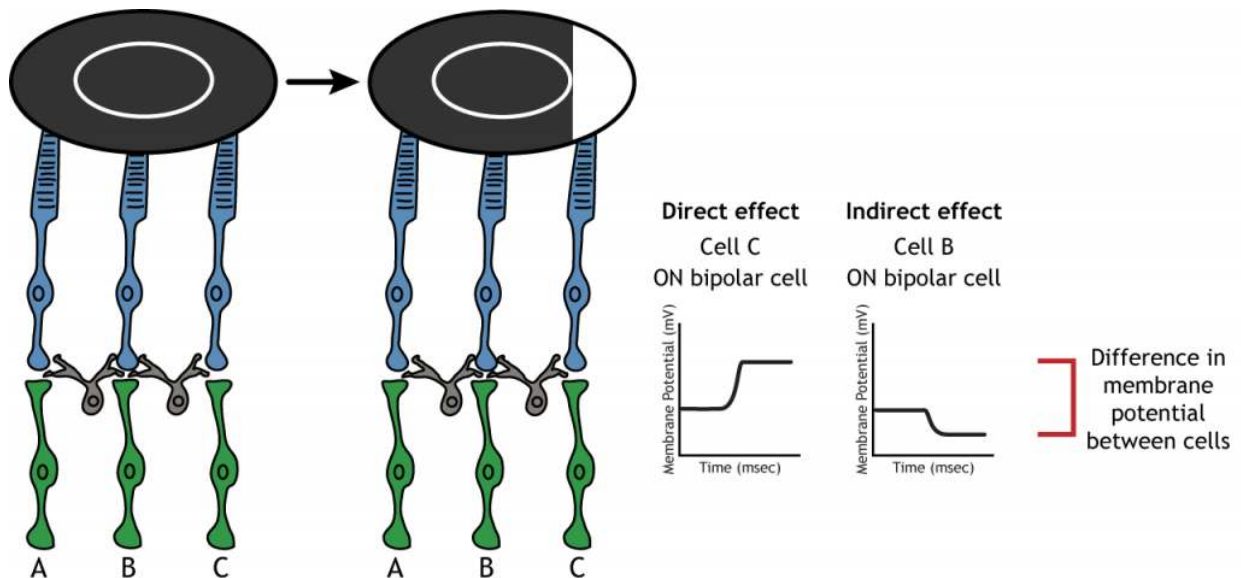 Direct effect
Cell C
ON bipolar cell
Membrane Potential (mV)
Time (msec)
Indirect effect
Cell B
ON bipolar cell
Membrane Potential (mV)
Time (msec)
Difference in
membrane
potential
between cells
A B C
A B C